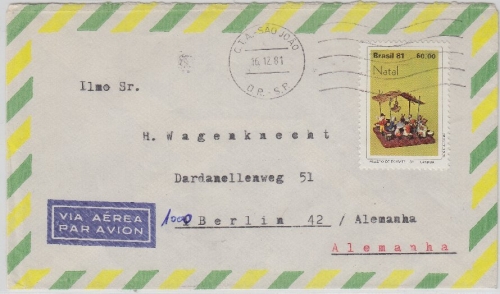 C.T.A.-SÃO JOÃO
16.12.81
D.R.-S.P.
Brasil 81 60,00
Natal
Ilmo Sr.
H. Wagenknecht
Dardanellenweg 51
1000 Berlin 42 / Alemanha
Alemanha
VIA AÉREA
PAR AVION